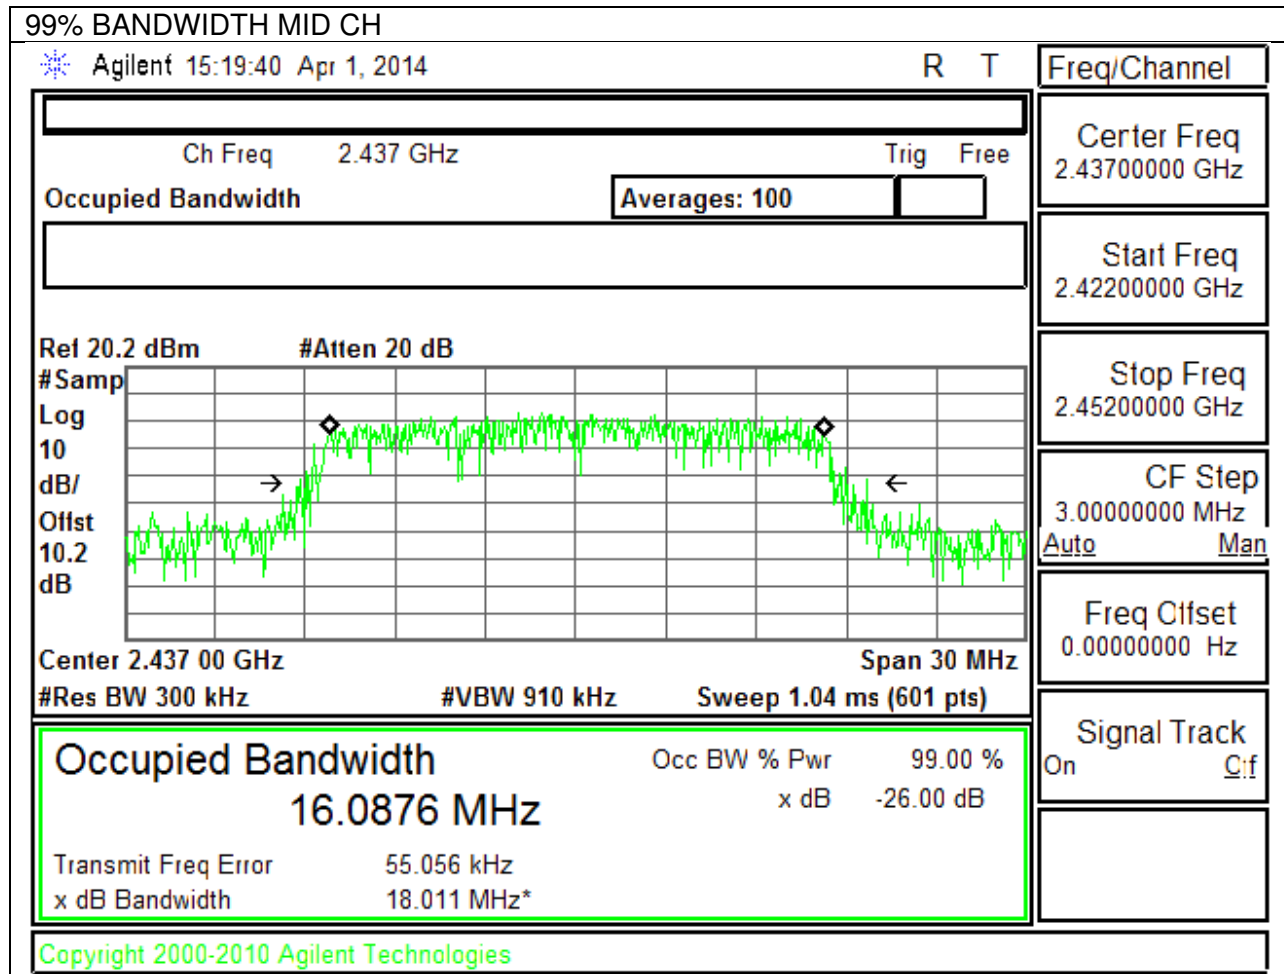 99% BANDWIDTH MID CH
Agilent 15:19:40 Apr 1, 2014 R T
Freq/Channel
Ch Freq 2.437 GHz Trig Free
Occupied Bandwidth Averages: 100
Center Freq
2.43700000 GHz
Start Freq
2.42200000 GHz
Stop Freq
2.45200000 GHz
CF Step
3.00000000 MHz
Auto Man
Freq Offset
0.00000000 Hz
Signal Track
On Off
Ref 20.2 dBm #Atten 20 dB
#Samp
Log
10
dB/
Offst
10.2
dB
Center 2.437 00 GHz Span 30 MHz
#Res BW 300 kHz #VBW 910 kHz Sweep 1.04 ms (601 pts)
Occupied Bandwidth Occ BW % Pwr 99.00 %
16.0876 MHz x dB -26.00 dB
Transmit Freq Error 55.056 kHz
x dB Bandwidth 18.011 MHz*
Copyright 2000-2010 Agilent Technologies